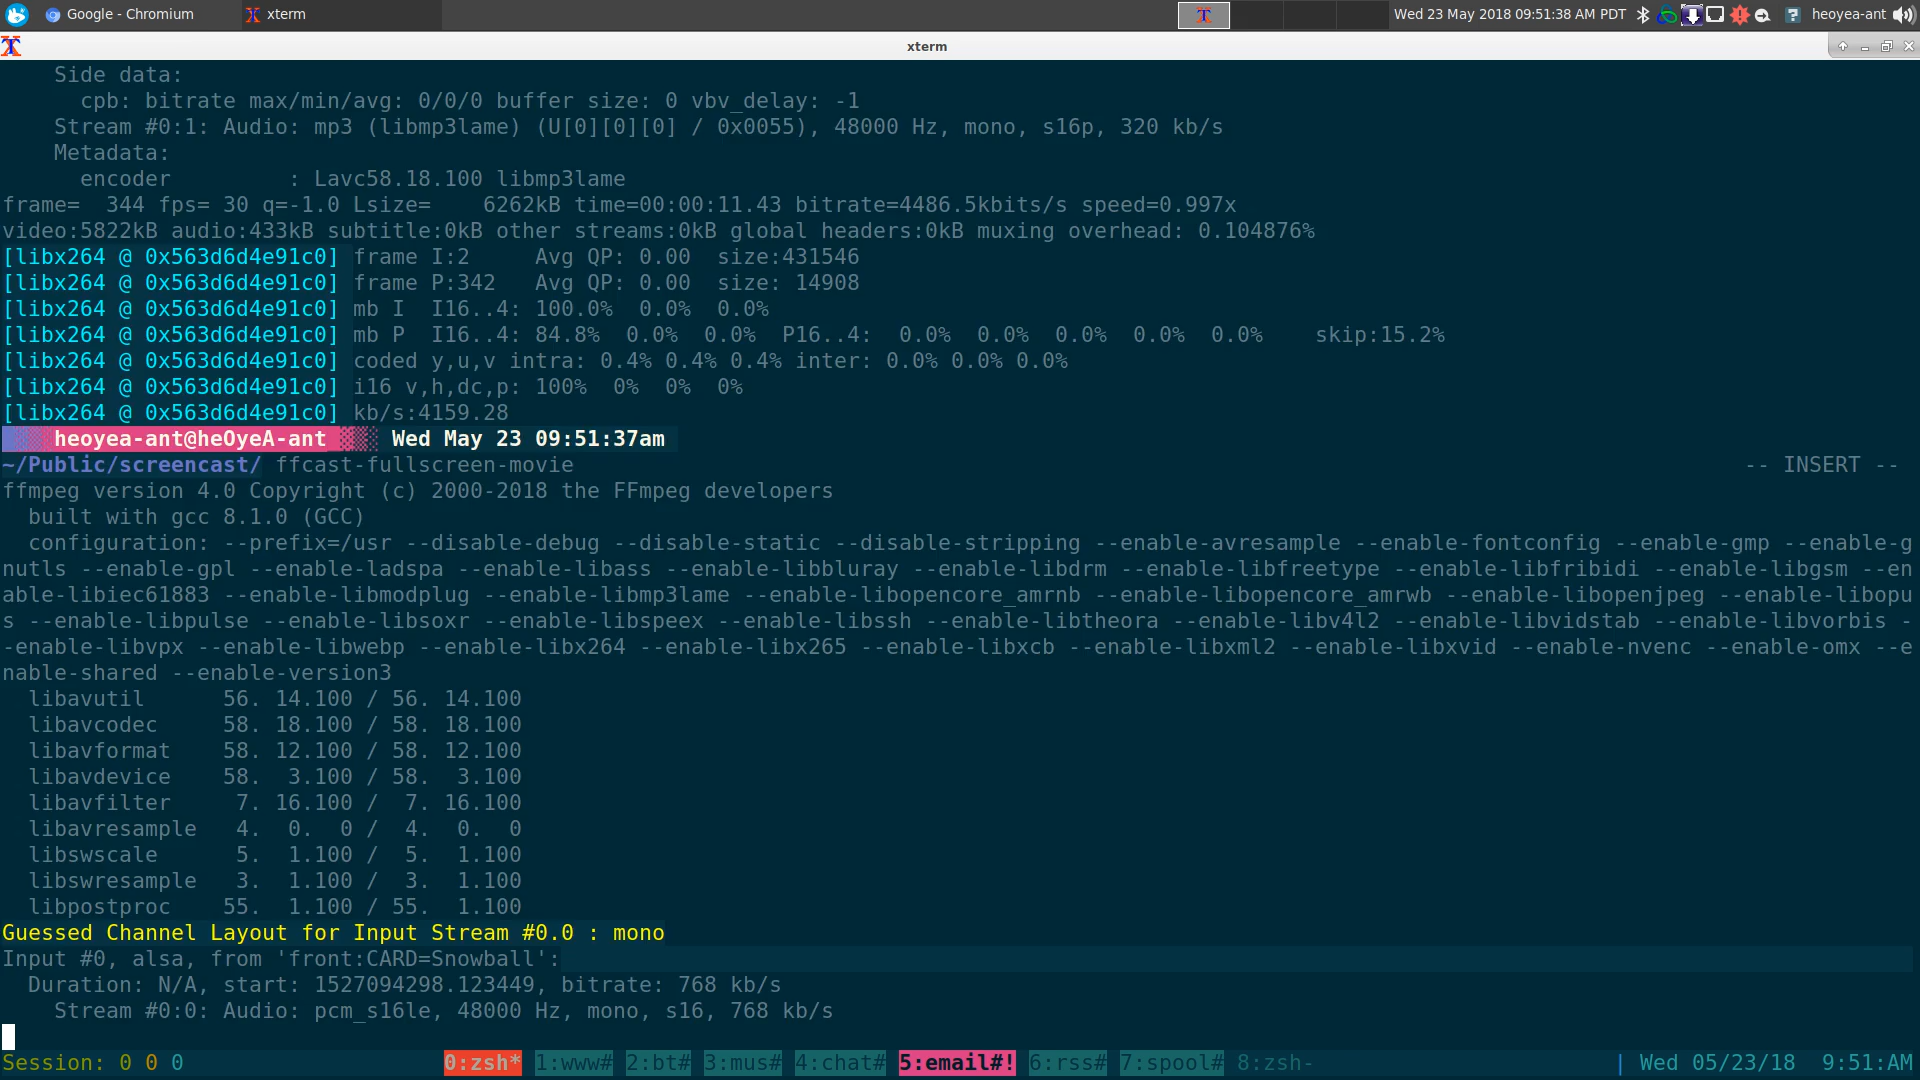 Google - Chromium
xterm
T
Wed 23 May 2018 09:51:38 AM PDT
heoyea-ant
xterm
Side data:
cpb: bitrate max/min/avg: 0/0/0 buffer size: 0 vbv_delay: -1
Stream #0:1: Audio: mp3 (libmp3lame) (U[0][0][0] / 0x0055), 48000 Hz, mono, s16p, 320 kb/s
Metadata:
encoder         : Lavc58.18.100 libmp3lame
frame=  344 fps= 30 q=-1.0 Lsize=    6262kB time=00:00:11.43 bitrate=4486.5kbits/s speed=0.997x
video:5822kB audio:433kB subtitle:0kB other streams:0kB global headers:0kB muxing overhead: 0.104876%
[libx264 @ 0x563d6d4e91c0] frame I:2     Avg QP: 0.00  size:431546
[libx264 @ 0x563d6d4e91c0] frame P:342   Avg QP: 0.00  size: 14908
[libx264 @ 0x563d6d4e91c0] mb I  I16..4: 100.0%  0.0%  0.0%
[libx264 @ 0x563d6d4e91c0] mb P  I16..4: 84.8%  0.0%  0.0%  P16..4:  0.0%  0.0%  0.0%  0.0%  0.0%    skip:15.2%
[libx264 @ 0x563d6d4e91c0] coded y,u,v intra: 0.4% 0.4% 0.4% inter: 0.0% 0.0% 0.0%
[libx264 @ 0x563d6d4e91c0] i16 v,h,dc,p: 100%  0%  0%  0%
[libx264 @ 0x563d6d4e91c0] kb/s:4159.28
heoyea-ant@heOyeA-ant Wed May 23 09:51:37am
~/Public/screencast/ ffcast-fullscreen-movie -- INSERT --
ffmpeg version 4.0 Copyright (c) 2000-2018 the FFmpeg developers
built with gcc 8.1.0 (GCC)
configuration: --prefix=/usr --disable-debug --disable-static --disable-stripping --enable-avresample --enable-fontconfig --enable-gmp --enable-g
nutls --enable-gpl --enable-ladspa --enable-libass --enable-libbluray --enable-libdrm --enable-libfreetype --enable-libfribidi --enable-libgsm --en
able-libiec61883 --enable-libmodplug --enable-libmp3lame --enable-libopencore_amrnb --enable-libopencore_amrwb --enable-libopenjpeg --enable-libopu
s --enable-libpulse --enable-libsoxr --enable-libspeex --enable-libssh --enable-libtheora --enable-libv4l2 --enable-libvidstab --enable-libvorbis -
-enable-libvpx --enable-libwebp --enable-libx264 --enable-libx265 --enable-libxcb --enable-libxml2 --enable-libxvid --enable-nvenc --enable-omx --e
nable-shared --enable-version3
libavutil      56. 14.100 / 56. 14.100
libavcodec     58. 18.100 / 58. 18.100
libavformat    58. 12.100 / 58. 12.100
libavdevice    58.  3.100 / 58.  3.100
libavfilter     7. 16.100 /  7. 16.100
libavresample   4.  0.  0 /  4.  0.  0
libswscale      5.  1.100 /  5.  1.100
libswresample   3.  1.100 /  3.  1.100
libpostproc    55.  1.100 / 55.  1.100
Guessed Channel Layout for Input Stream #0.0 : mono
Input #0, alsa, from 'front:CARD=Snowball':
Duration: N/A, start: 1527094298.123449, bitrate: 768 kb/s
Stream #0:0: Audio: pcm_s16le, 48000 Hz, mono, s16, 768 kb/s
Session: 0 0 0 0:zsh* 1:www# 2:bt# 3:mus# 4:chat# 5:email#! 6:rss# 7:spool# 8:zsh- | Wed 05/23/18  9:51AM